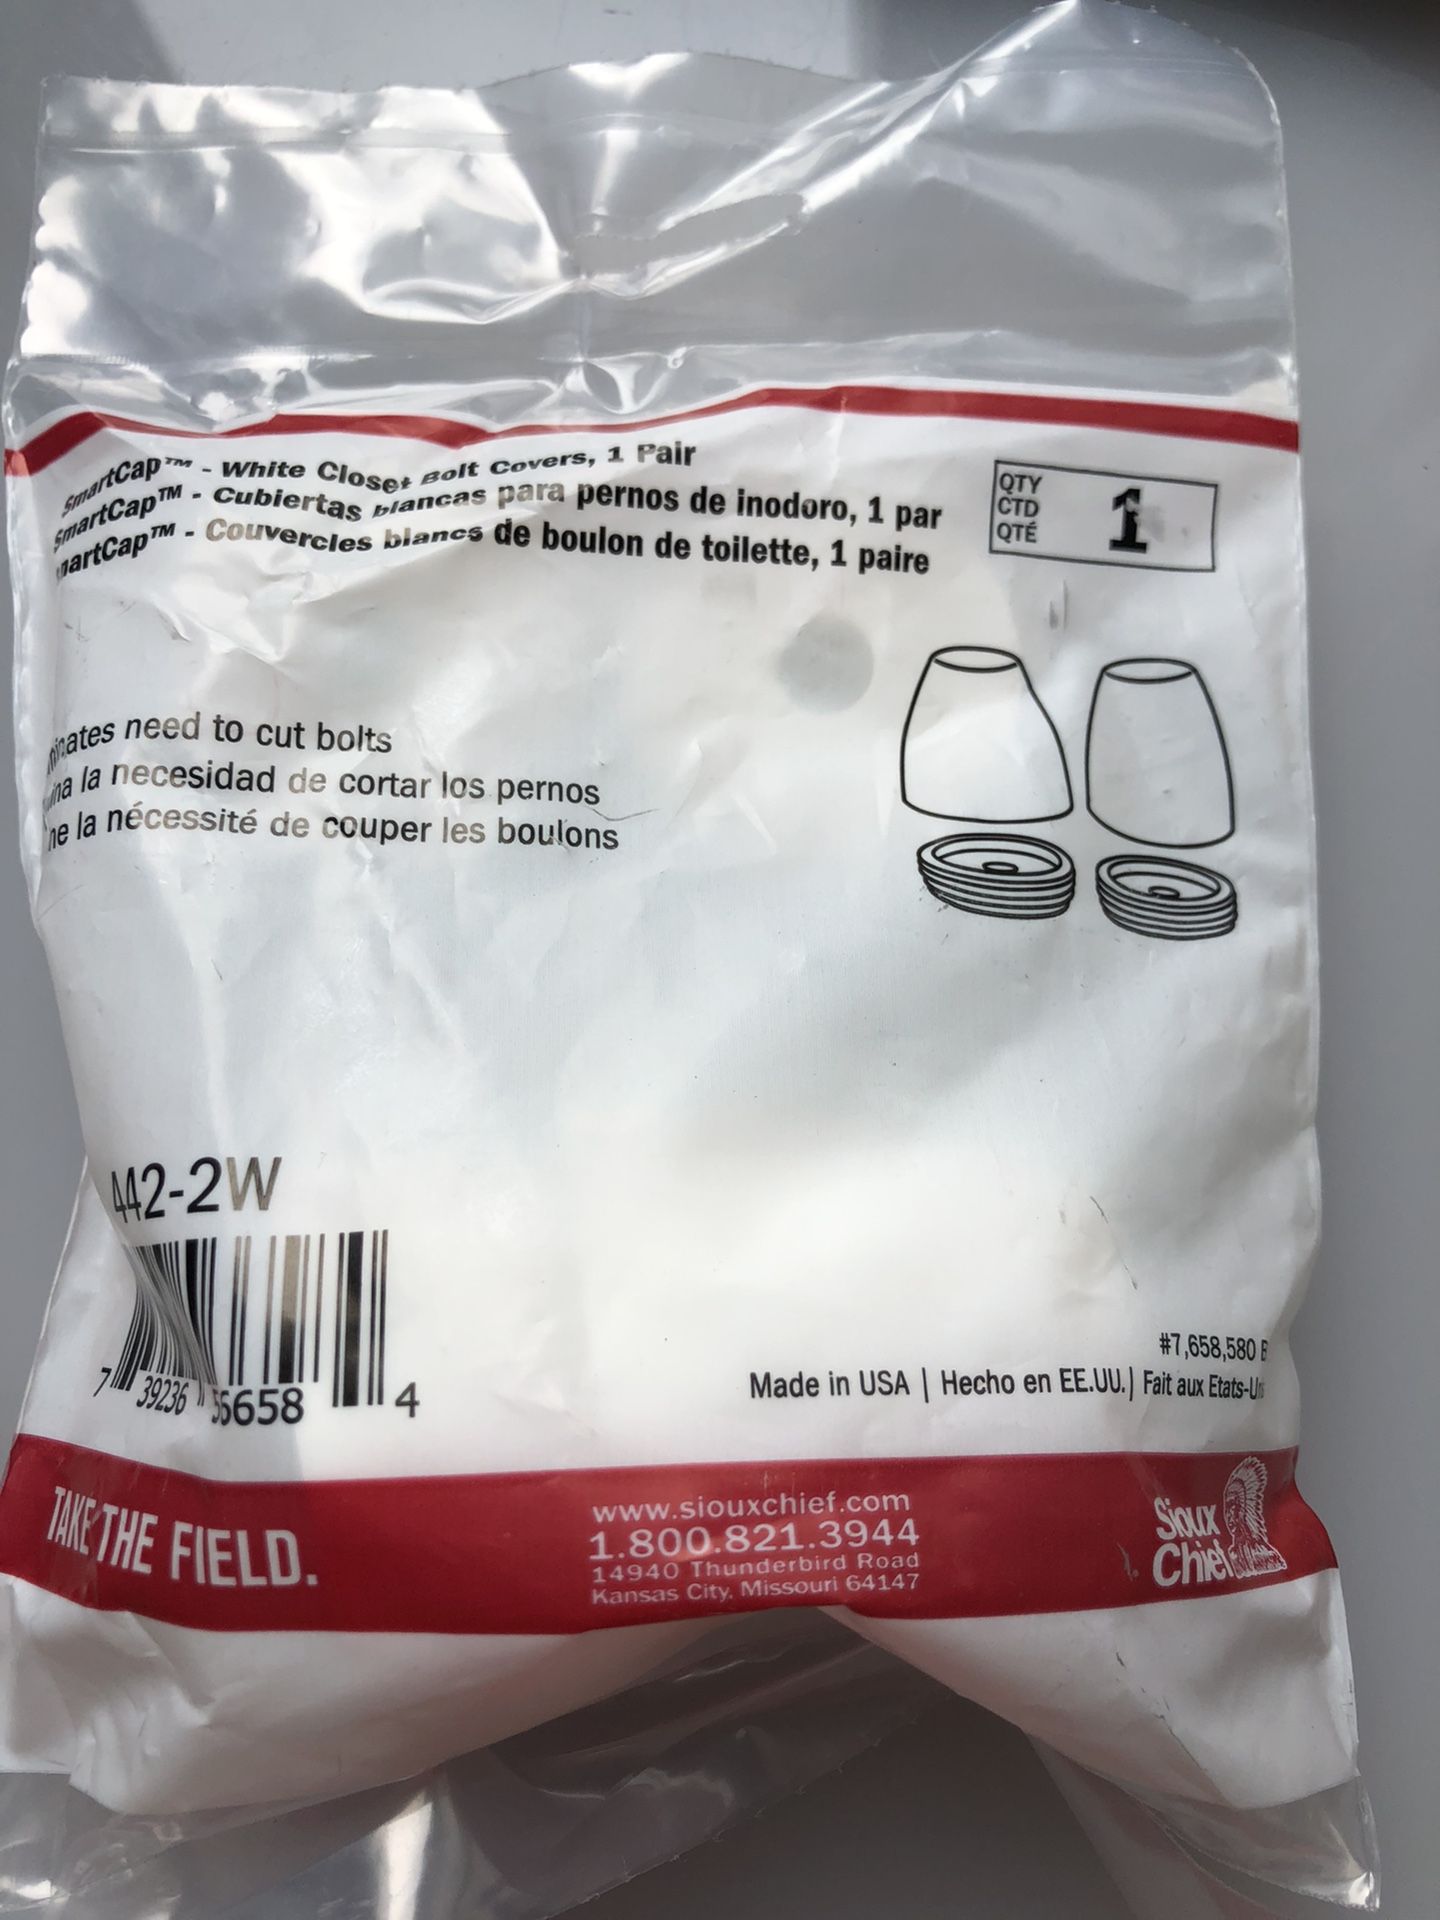 SmartCap™ - White Closet Bolt Covers, 1 Pair
SmartCap™ - Cubiertas blancas para pernos de inodoro, 1 par
martCap™ - Couvercles blancs de boulon de toilette, 1 paire
QTY
CTD
QTÉ
1
inates need to cut bolts
ina la necesidad de cortar los pernos
ne la nécessité de couper les boulons
442-2W
7 39236 56658 4
#7,658,580 B
Made in USA | Hecho en EE.UU. | Fait aux Etats-Un
TAKE THE FIELD.
www.siouxchief.com
1.800.821.3944
14940 Thunderbird Road
Kansas City, Missouri 64147
Sioux
Chief